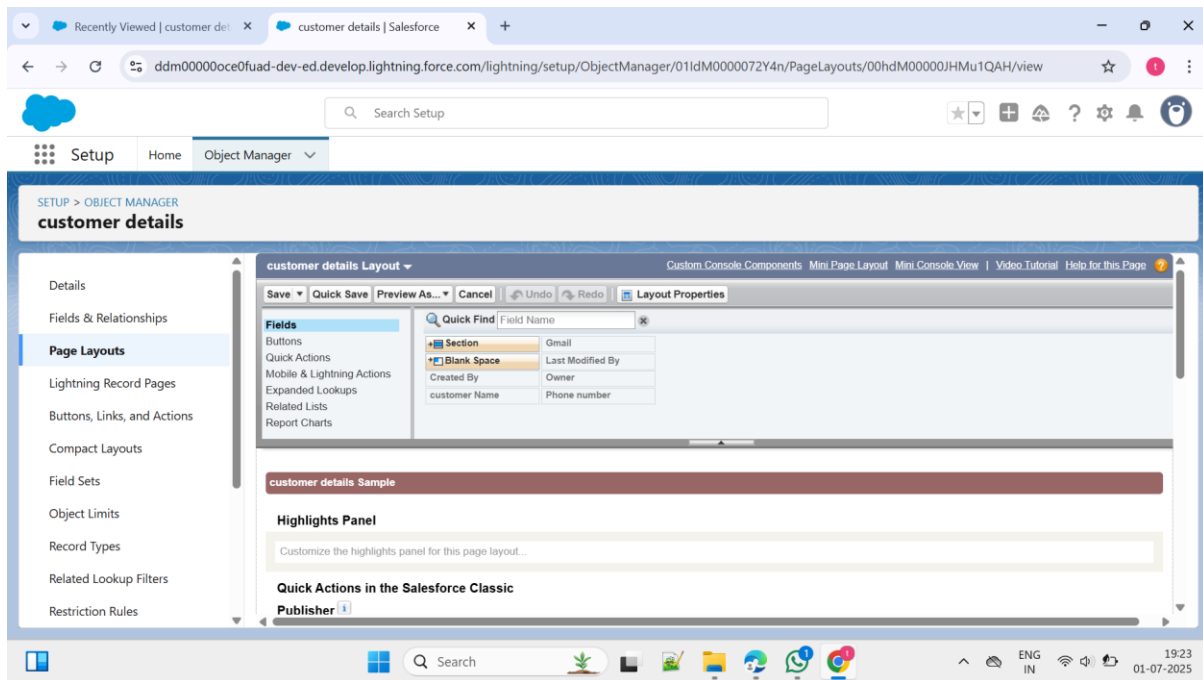 Recently Viewed | customer det
customer details | Salesforce
ddm00000oce0fuad-dev-ed.develop.lightning.force.com/lightning/setup/ObjectManager/01IdM0000072Y4n/PageLayouts/00hdM00000JHMu1QAH/view
t
Search Setup
Setup Home Object Manager
SETUP > OBJECT MANAGER
customer details
Details
Fields & Relationships
Page Layouts
Lightning Record Pages
Buttons, Links, and Actions
Compact Layouts
Field Sets
Object Limits
Record Types
Related Lookup Filters
Restriction Rules
customer details Layout
Custom Console Components Mini Page Layout Mini Console View | Video Tutorial Help for this Page
Save Quick Save Preview As... Cancel Undo Redo Layout Properties
Fields
Buttons
Quick Actions
Mobile & Lightning Actions
Expanded Lookups
Related Lists
Report Charts
Quick Find Field Name
Section Gmail
Blank Space Last Modified By
Created By Owner
customer Name Phone number
customer details Sample
Highlights Panel
Customize the highlights panel for this page layout...
Quick Actions in the Salesforce Classic
Publisher
Search
1
ENG
IN
19:23
01-07-2025